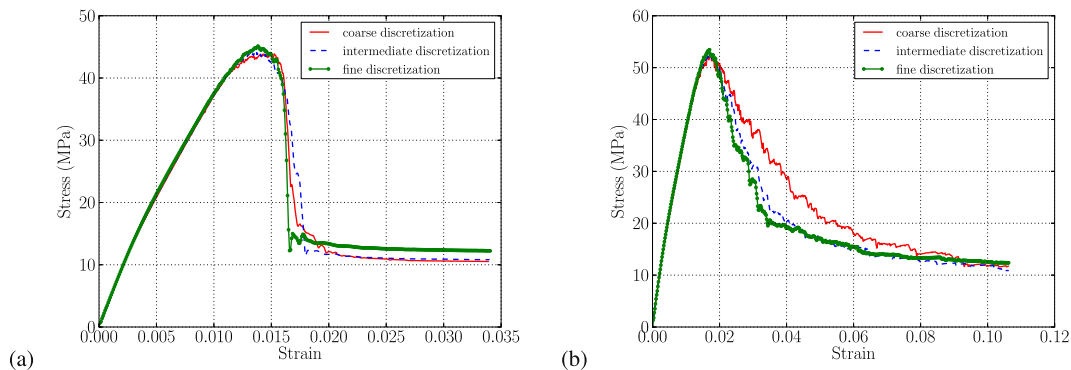 50
40
30
20
10
0
0.000 0.005 0.010 0.015 0.020 0.025 0.030 0.035
Stress (MPa)
Strain
coarse discretization
intermediate discretization
fine discretization
(a)
60
50
40
30
20
10
0
0.00 0.02 0.04 0.06 0.08 0.10 0.12
Stress (MPa)
Strain
coarse discretization
intermediate discretization
fine discretization
(b)